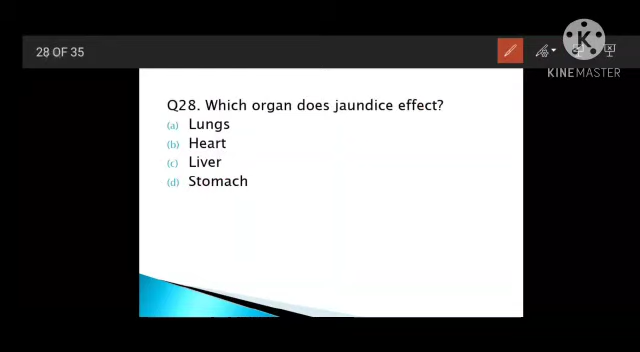 28 OF 35
K
KINEMASTER
Q28. Which organ does jaundice effect?
(a) Lungs
(b) Heart
(c) Liver
(d) Stomach